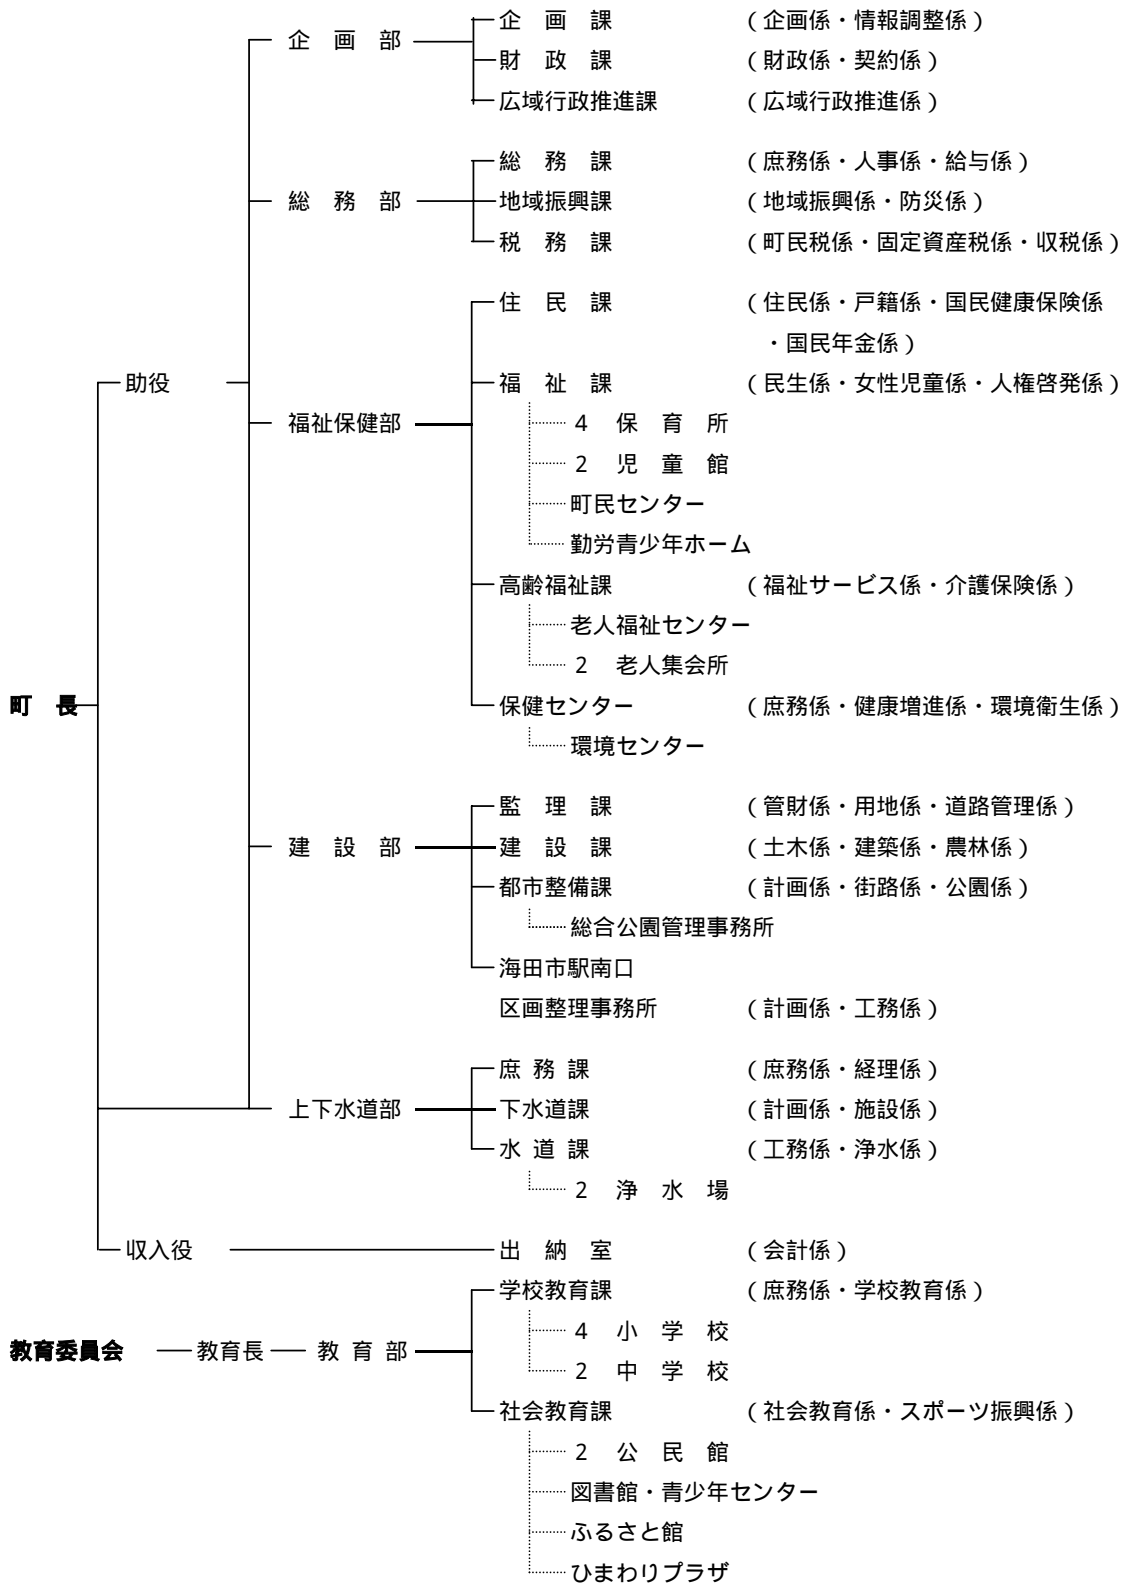 企　画　課　（企画係・情報調整係）
企　画　部
財　政　課　（財政係・契約係）
広域行政推進課　（広域行政推進係）
総　務　課　（庶務係・人事係・給与係）
総　務　部　地域振興課　（地域振興係・防災係）
税　務　課　（町民税係・固定資産税係・収税係）
住　民　課　（住民係・戸籍係・国民健康保険係
・国民年金係）
助役　福　祉　課　（民生係・女性児童係・人権啓発係）
福祉保健部　4　保　育　所
2　児　童　館
町民センター
勤労青少年ホーム
高齢福祉課　（福祉サービス係・介護保険係）
老人福祉センター
2　老人集会所
町　長　保健センター　（庶務係・健康増進係・環境衛生係）
環境センター
監　理　課　（管財係・用地係・道路管理係）
建　設　部　建　設　課　（土木係・建築係・農林係）
都市整備課　（計画係・街路係・公園係）
総合公園管理事務所
海田市駅南口
区画整理事務所　（計画係・工務係）
庶 務 課　（庶務係・経理係）
上下水道部　下水道課　（計画係・施設係）
水 道 課　（工務係・浄水係）
2　浄　水　場
収入役　出　納　室　（会計係）
学校教育課　（庶務係・学校教育係）
4　小　学　校
教育委員会　教育長　教 育 部
2　中　学　校
社会教育課　（社会教育係・スポーツ振興係）
2　公　民　館
図書館・青少年センター
ふるさと館
ひまわりプラザ